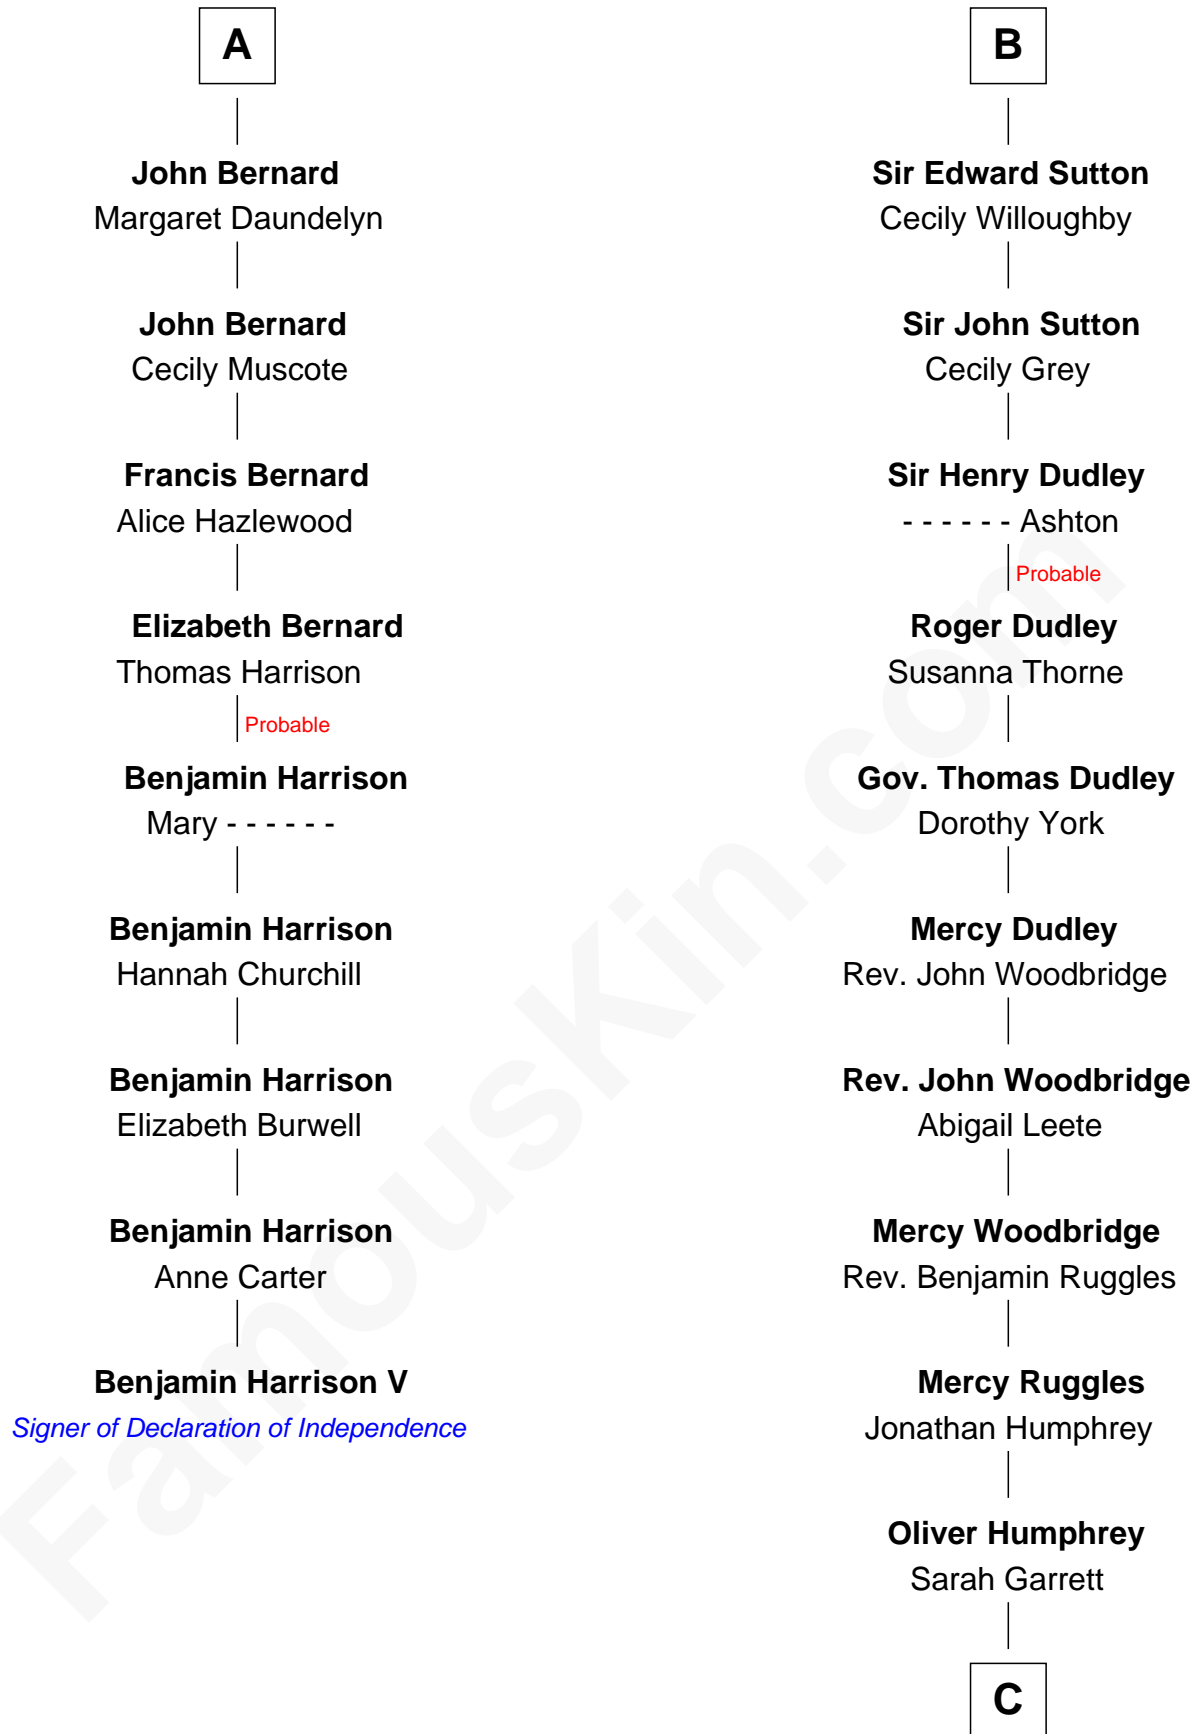 A
John Bernard
Margaret Daundelyn
John Bernard
Cecily Muscote
Francis Bernard
Alice Hazlewood
Elizabeth Bernard
Thomas Harrison
Probable
Benjamin Harrison
Mary - - - - - -
Benjamin Harrison
Hannah Churchill
Benjamin Harrison
Elizabeth Burwell
Benjamin Harrison
Anne Carter
Benjamin Harrison V
Signer of Declaration of Independence
B
Sir Edward Sutton
Cecily Willoughby
Sir John Sutton
Cecily Grey
Sir Henry Dudley
- - - - - - Ashton
Probable
Roger Dudley
Susanna Thorne
Gov. Thomas Dudley
Dorothy York
Mercy Dudley
Rev. John Woodbridge
Rev. John Woodbridge
Abigail Leete
Mercy Woodbridge
Rev. Benjamin Ruggles
Mercy Ruggles
Jonathan Humphrey
Oliver Humphrey
Sarah Garrett
C
FamousKin.com